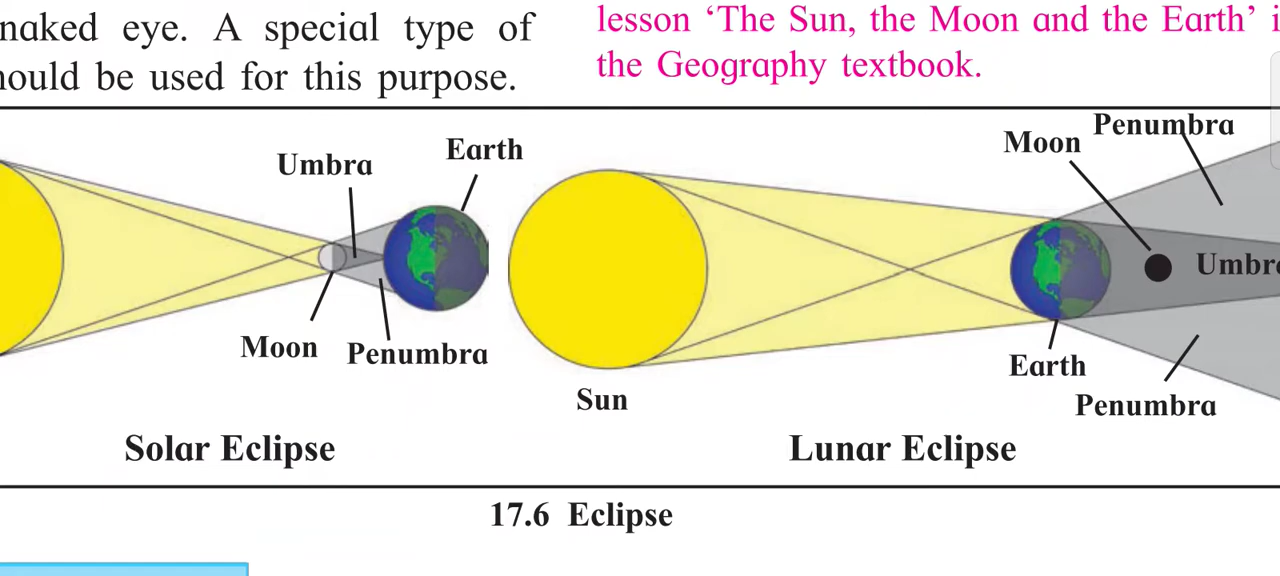 naked eye. A special type of
hould be used for this purpose.
lesson ‘The Sun, the Moon and the Earth’ i
the Geography textbook.
Umbra
Earth
Moon
Penumbra
Solar Eclipse
Moon
Penumbra
Umbra
Earth
Penumbra
Sun
Lunar Eclipse
17.6 Eclipse